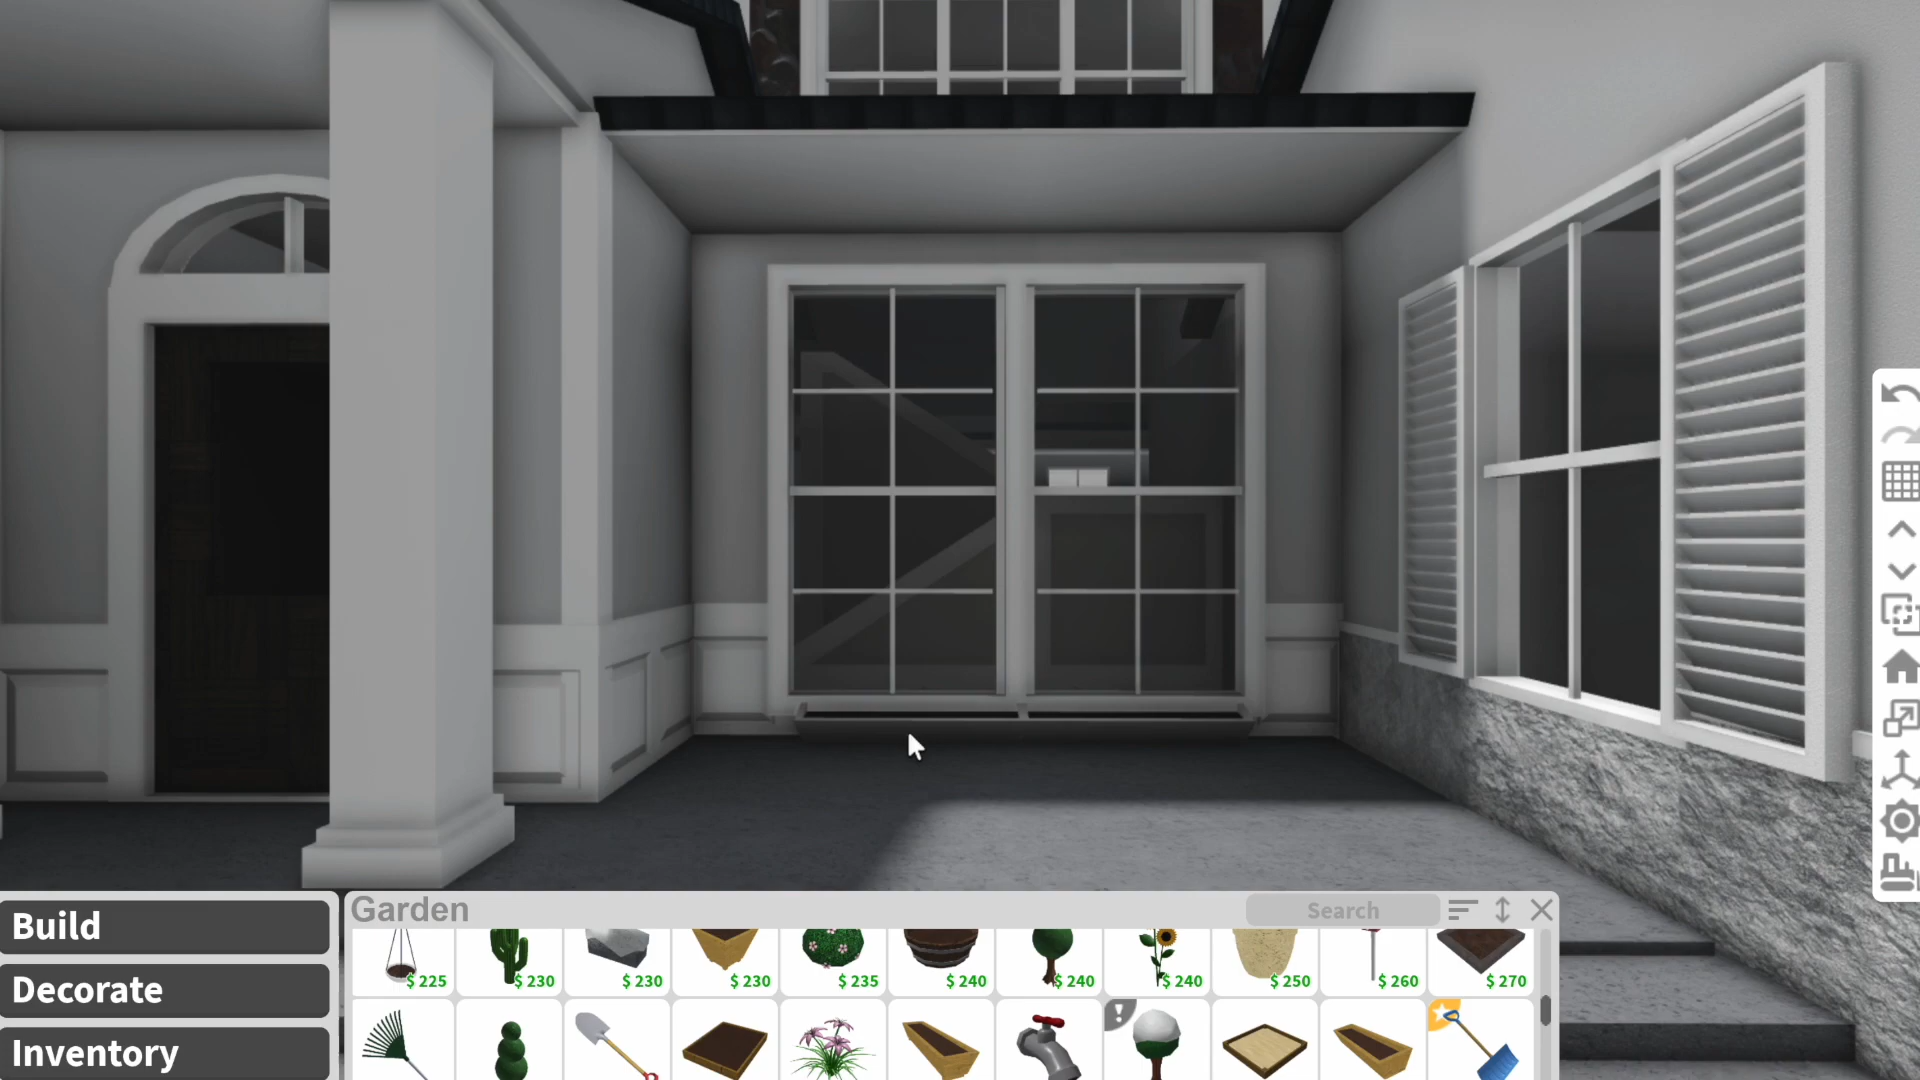 Build
Decorate
Inventory
Garden
Search
$ 225
$ 230
$ 230
$ 230
$ 235
$ 240
$ 240
$ 240
$ 250
$ 260
$ 270
!